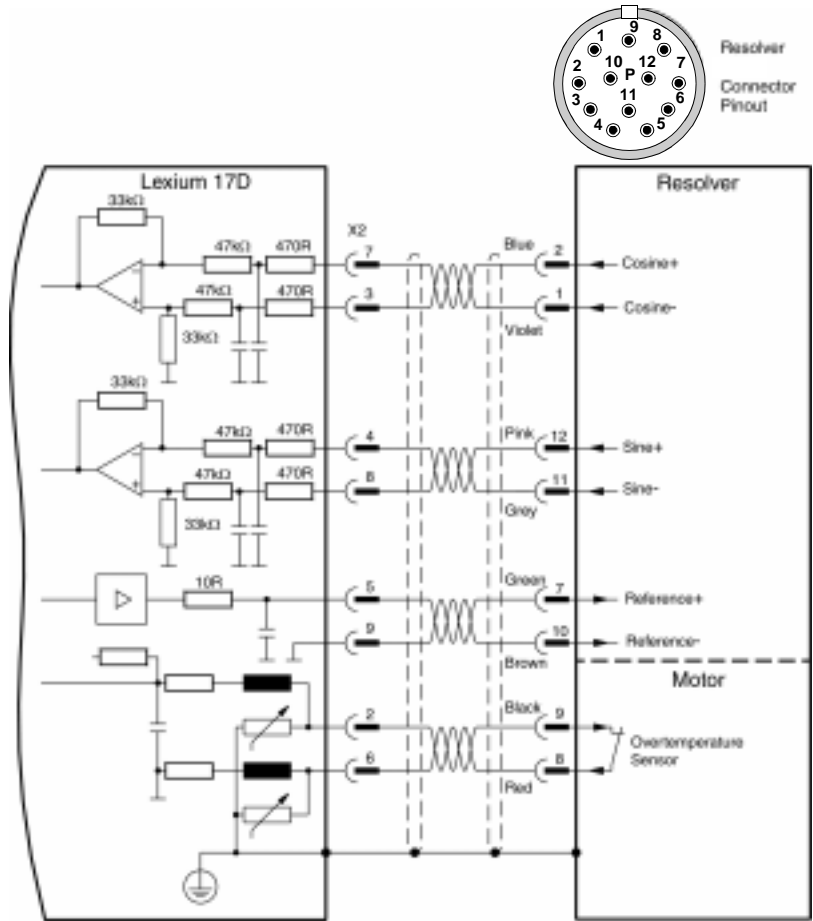 9
1 8
10 12 7
2 P
11 6
3
4 5
Resolver
Connector
Pinout
Lexium 17D
Resolver
33kΩ
47kΩ 470R
X2
7 Blue 2 Cosine+
47kΩ 470R
3 1 Cosine-
33kΩ Violet
33kΩ
47kΩ 470R 4 Pink 12 Sine+
47kΩ 470R
8 11 Sine-
33kΩ Grey
10R 5 Green 7 Reference+
9 10 Reference-
Brown
Motor
2 Black 9
Overtemperature
Sensor
6 8
Red